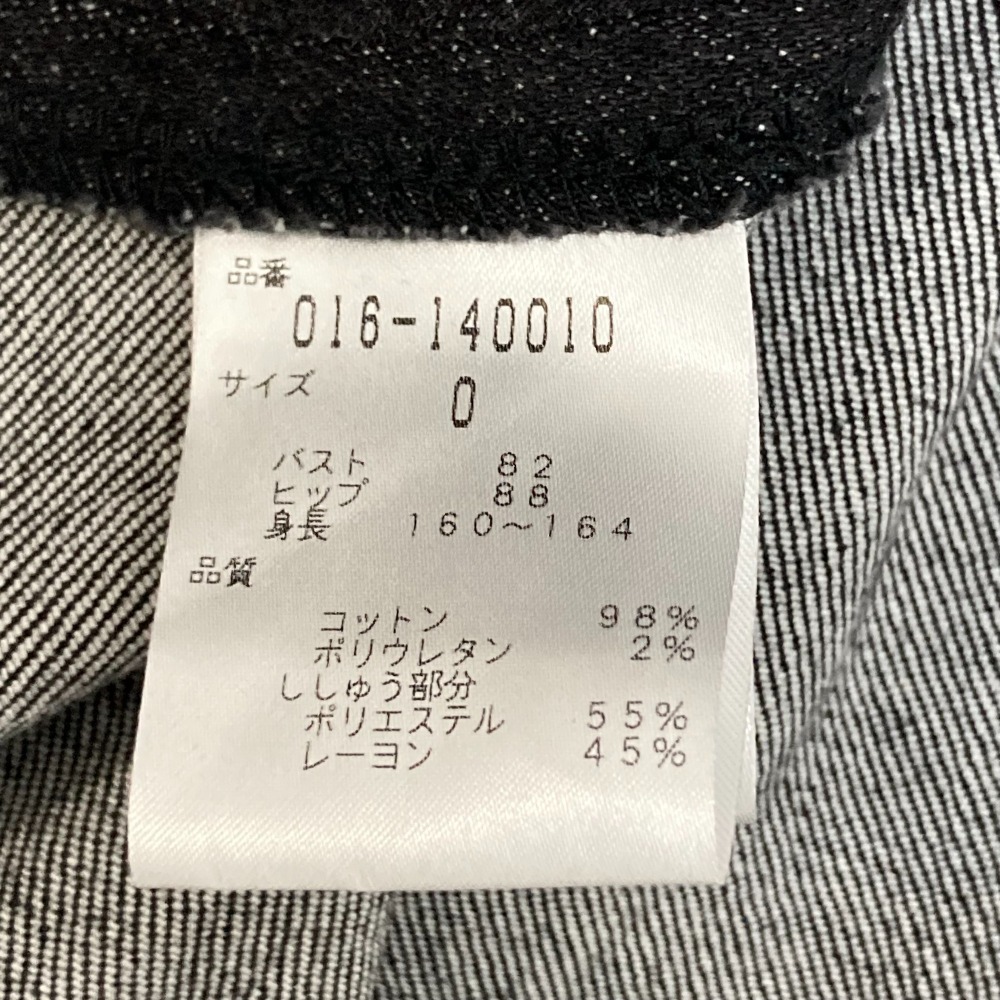 品番
016-140010
サイズ 0
バスト 82
ヒップ 88
身長 160〜164
品質
コットン 98%
ポリウレタン 2%
ししゅう部分
ポリエステル 55%
レーヨン 45%